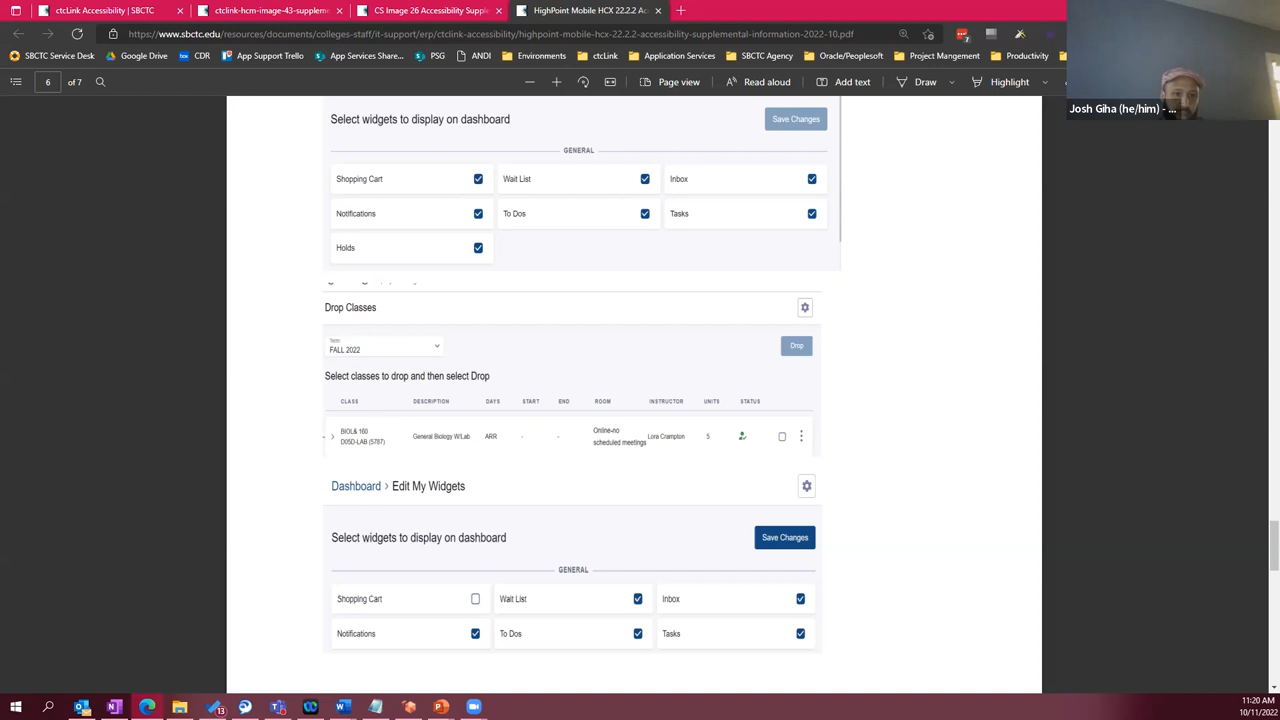 ctcLink Accessibility | SBCTC
ctclink-hcm-image-43-suppleme
CS Image 26 Accessibility Supple
HighPoint Mobile HCX 22.2.2 Ac
https://www.sbctc.edu/resources/documents/colleges-staff/it-support/erp/ctclink-accessibility/highpoint-mobile-hcx-22.2.2-accessibility-supplemental-information-2022-10.pdf
SBCTC Service Desk
Google Drive
CDR
App Support Trello
App Services Share...
PSG
ANDI
Environments
ctcLink
Application Services
SBCTC Agency
Oracle/Peoplesoft
Project Mangement
Productivity
6 of 7
Page view
Read aloud
Add text
Draw
Highlight
Josh Giha (he/him) - ...
Select widgets to display on dashboard
Save Changes
GENERAL
Shopping Cart
Wait List
Inbox
Notifications
To Dos
Tasks
Holds
Drop Classes
Term
FALL 2022
Drop
Select classes to drop and then select Drop
CLASS DESCRIPTION DAYS START END ROOM INSTRUCTOR UNITS STATUS
BIOL& 160
D05D-LAB (5787)
General Biology W/Lab
ARR
-
-
Online-no
scheduled meetings
Lora Crampton
5
Dashboard > Edit My Widgets
Select widgets to display on dashboard
Save Changes
GENERAL
Shopping Cart
Wait List
Inbox
Notifications
To Dos
Tasks
13
11:20 AM
10/11/2022